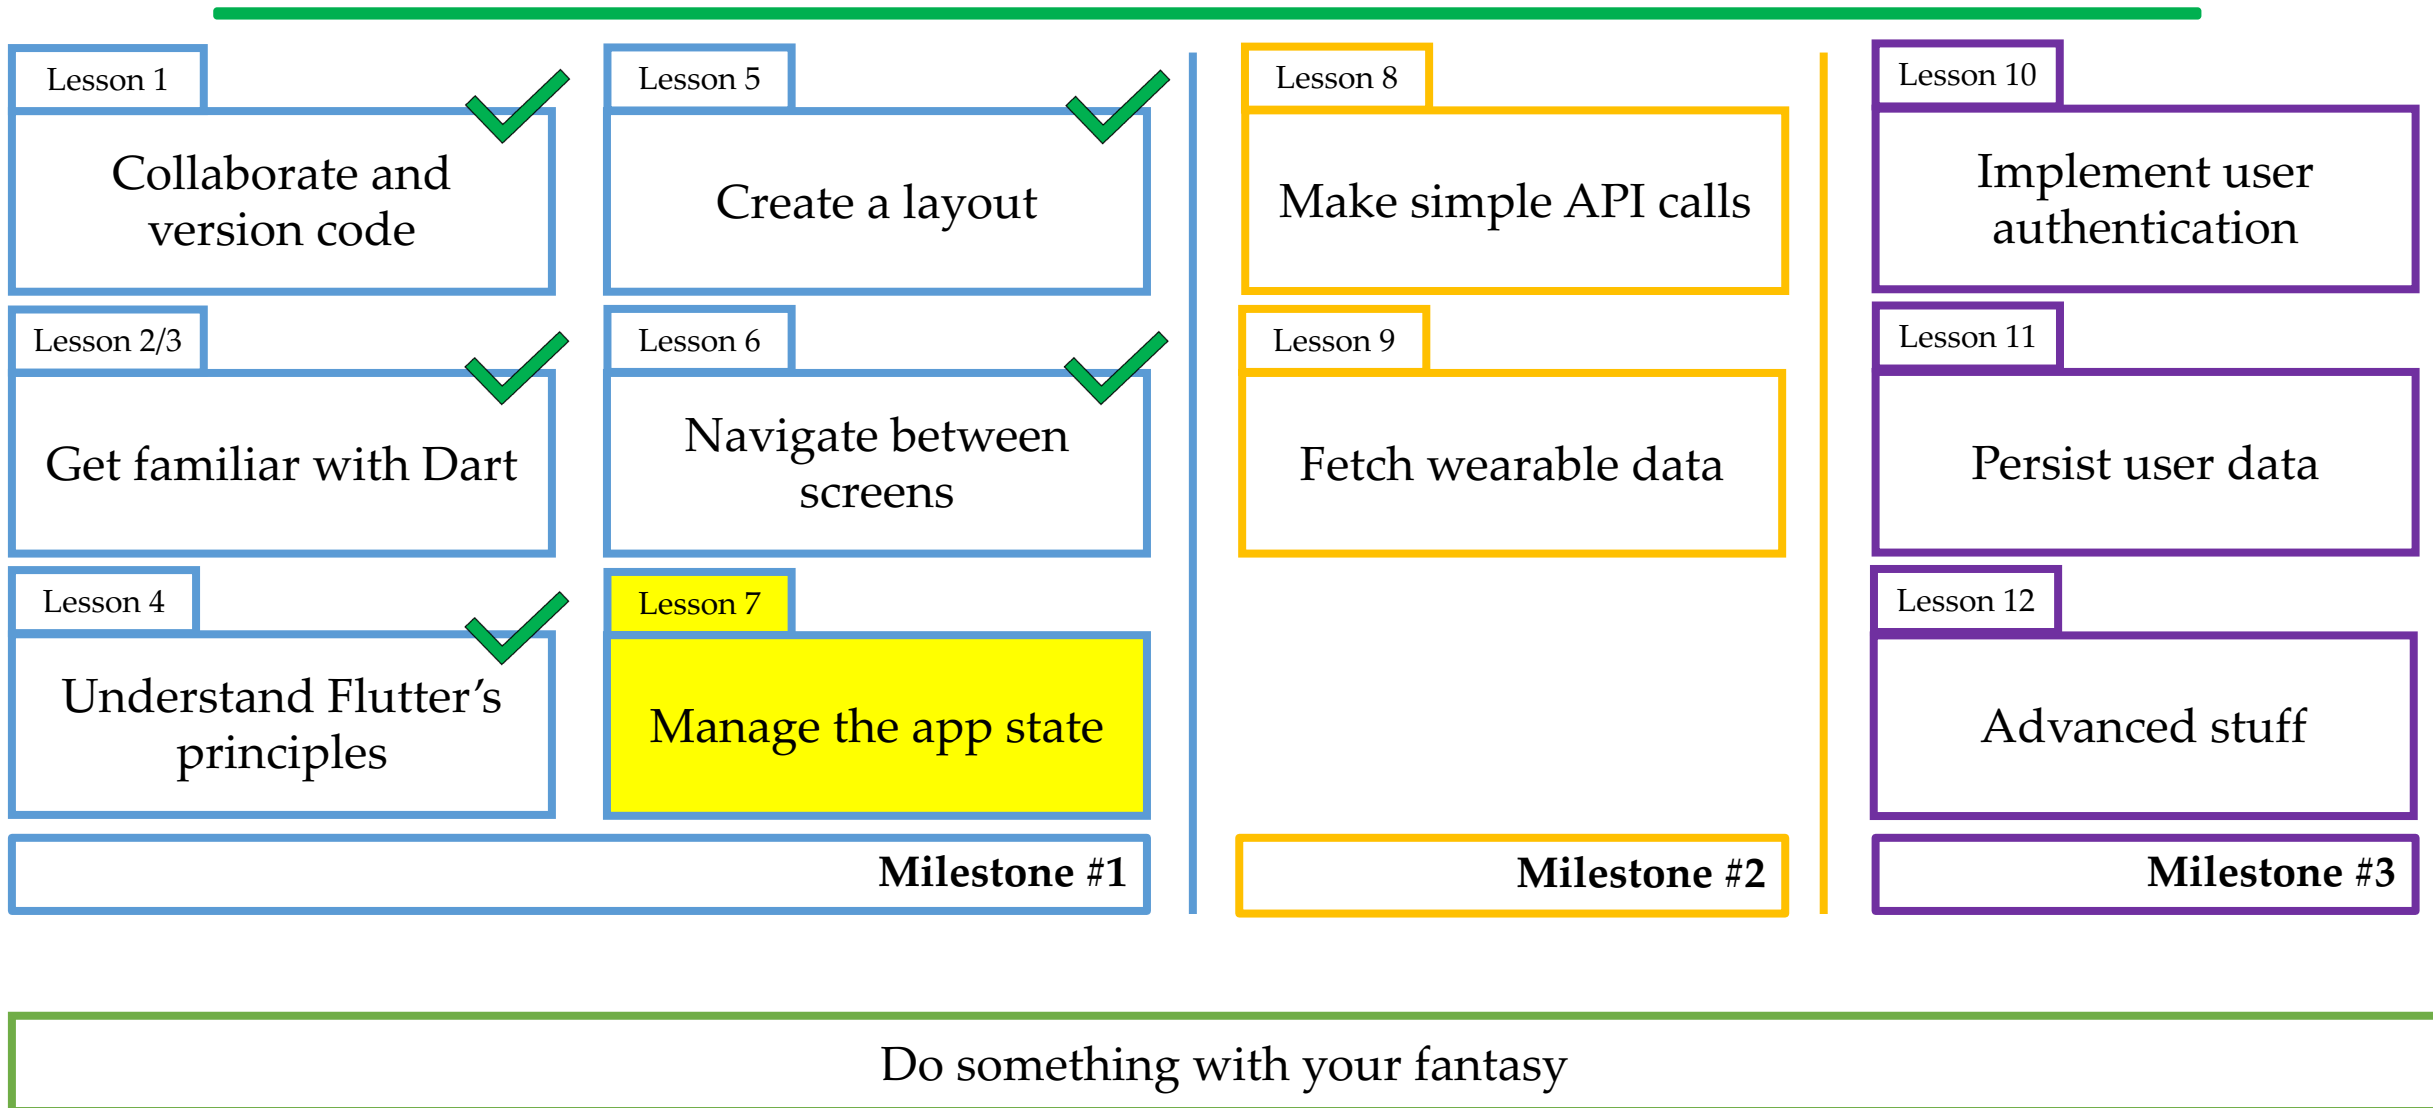 Lesson 1
Collaborate and
version code
Lesson 2/3
Get familiar with Dart
Lesson 4
Understand Flutter’s
principles
Lesson 5
Create a layout
Lesson 6
Navigate between
screens
Lesson 7
Manage the app state
Milestone #1
Lesson 8
Make simple API calls
Lesson 9
Fetch wearable data
Milestone #2
Lesson 10
Implement user
authentication
Lesson 11
Persist user data
Lesson 12
Advanced stuff
Milestone #3
Do something with your fantasy